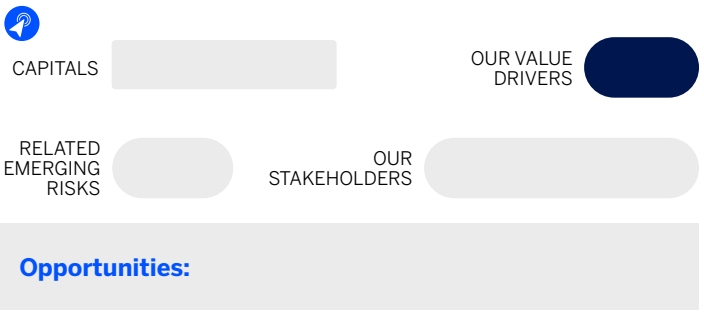 CAPITALS
OUR VALUE
DRIVERS
RELATED
EMERGING
RISKS
OUR
STAKEHOLDERS
Opportunities: